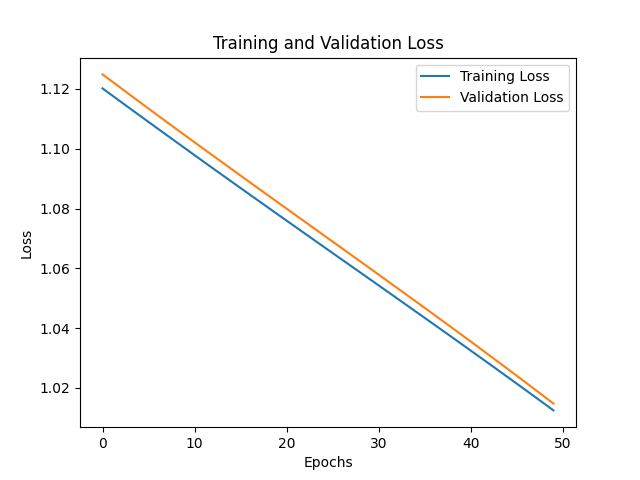 Training and Validation Loss
Training Loss
Validation Loss
1.12
1.10
1.08
1.06
1.04
1.02
Loss
0 10 20 30 40 50
Epochs